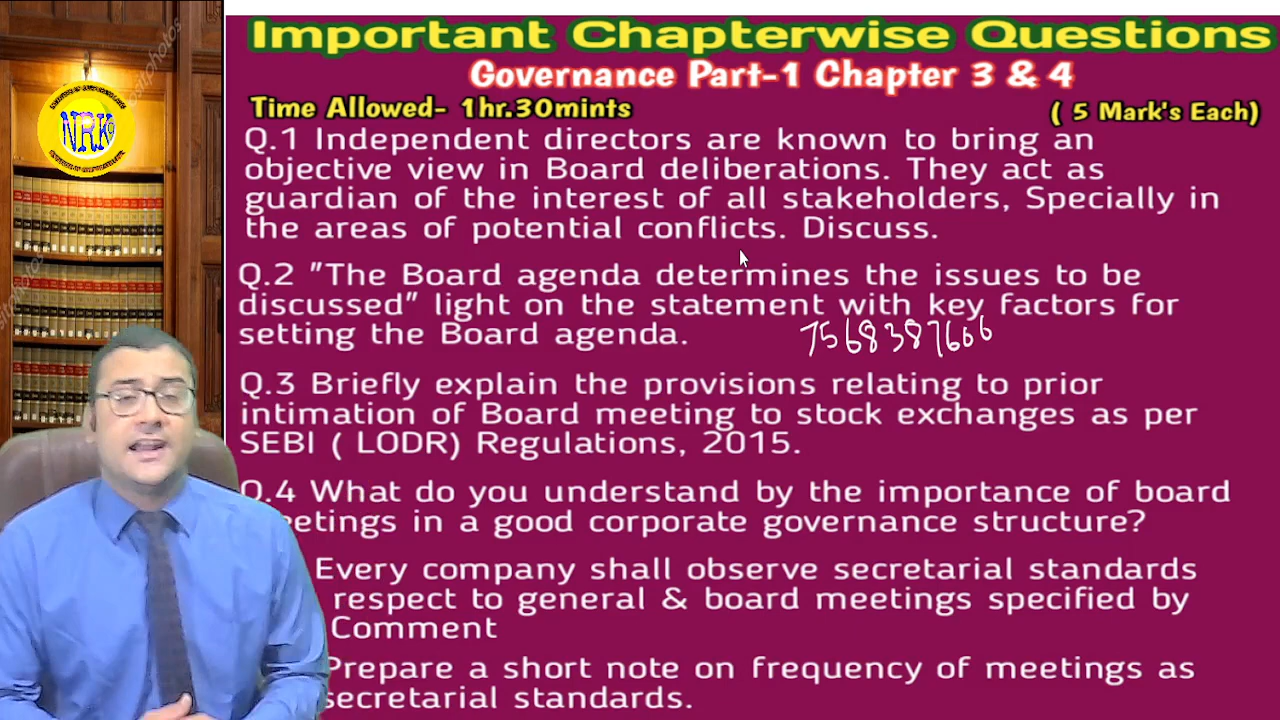 Important Chapterwise Questions
Governance Part-1 Chapter 3 & 4
Time Allowed- 1hr.30mints
( 5 Mark's Each)
NRK
Q.1 Independent directors are known to bring an
objective view in Board deliberations. They act as
guardian of the interest of all stakeholders, Specially in
the areas of potential conflicts. Discuss.
Q.2 "The Board agenda determines the issues to be
discussed" light on the statement with key factors for
setting the Board agenda.
7568387666
Q.3 Briefly explain the provisions relating to prior
intimation of Board meeting to stock exchanges as per
SEBI ( LODR) Regulations, 2015.
Q.4 What do you understand by the importance of board
eetings in a good corporate governance structure?
Every company shall observe secretarial standards
respect to general & board meetings specified by
Comment
Prepare a short note on frequency of meetings as
secretarial standards.